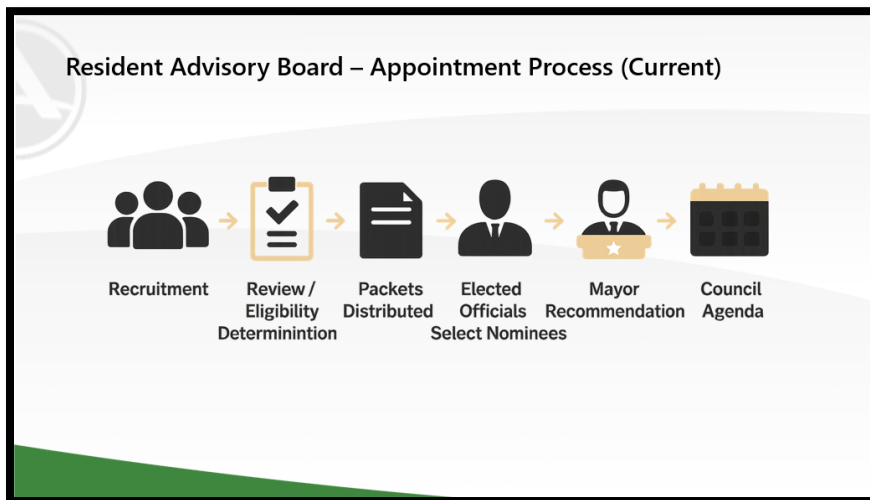 Resident Advisory Board – Appointment Process (Current)
Recruitment
Review /
Eligibility
Determinintion
Packets
Distributed
Elected
Officials
Select Nominees
Mayor
Recommendation
Council
Agenda